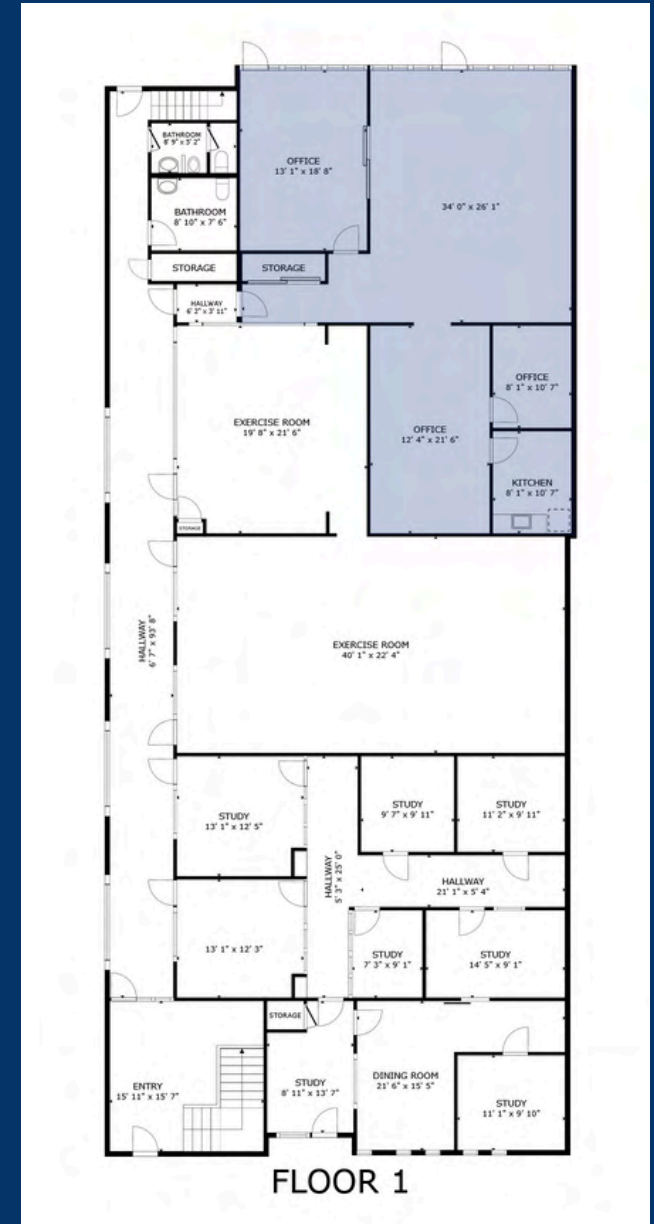 BATHROOM
8' 9" x 5' 2"
OFFICE
13' 1" x 18' 8"
34' 0" x 26' 1"
BATHROOM
8' 10" x 7' 6"
STORAGE
STORAGE
HALLWAY
6' 2" x 3' 11"
EXERCISE ROOM
19' 8" x 21' 6"
OFFICE
12' 4" x 21' 6"
OFFICE
8' 1" x 10' 7"
KITCHEN
8' 1" x 10' 7"
STORAGE
HALLWAY
6' 7" x 93' 8"
EXERCISE ROOM
40' 1" x 22' 4"
STUDY
13' 1" x 12' 5"
STUDY
9' 7" x 9' 11"
STUDY
11' 2" x 9' 11"
HALLWAY
5' 3" x 25' 0"
HALLWAY
21' 1" x 5' 4"
13' 1" x 12' 3"
STUDY
7' 3" x 9' 1"
STUDY
14' 5" x 9' 1"
STORAGE
ENTRY
15' 11" x 15' 7"
STUDY
8' 11" x 13' 7"
DINING ROOM
21' 6" x 15' 5"
STUDY
11' 1" x 9' 10"
FLOOR 1